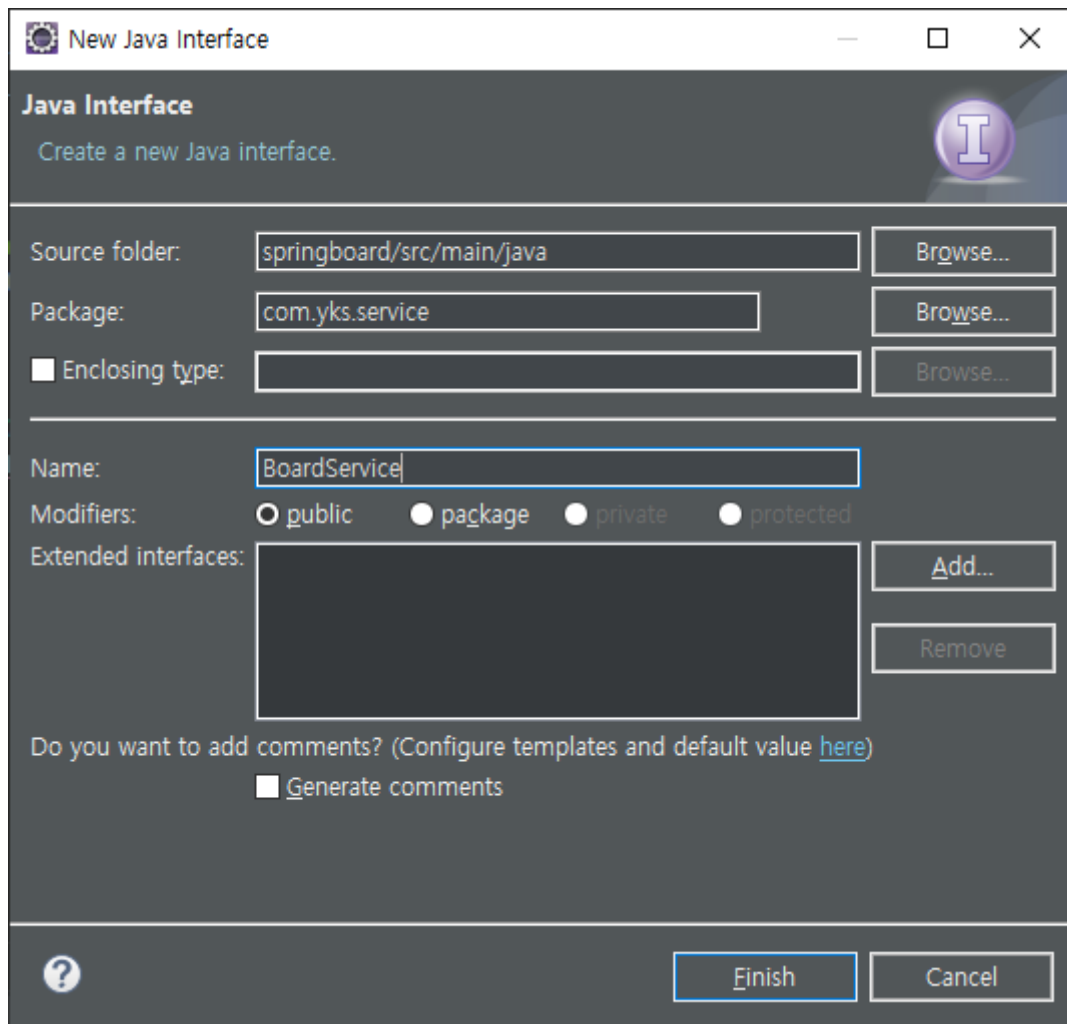 New Java Interface
Java Interface
Create a new Java interface.
Source folder: springboard/src/main/java Browse...
Package: com.yks.service Browse...
Enclosing type: Browse...
Name: BoardService
Modifiers: public package private protected
Extended interfaces: Add...
Remove
Do you want to add comments? (Configure templates and default value here)
Generate comments
Finish Cancel